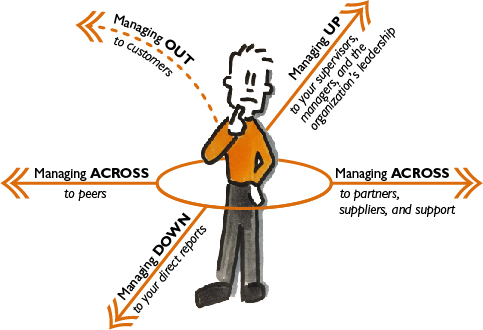 Managing OUT
to customers
Managing UP
to your supervisors,
managers, and the
organization's leadership
Managing ACROSS
to peers
Managing ACROSS
to partners,
suppliers, and support
Managing DOWN
to your direct reports